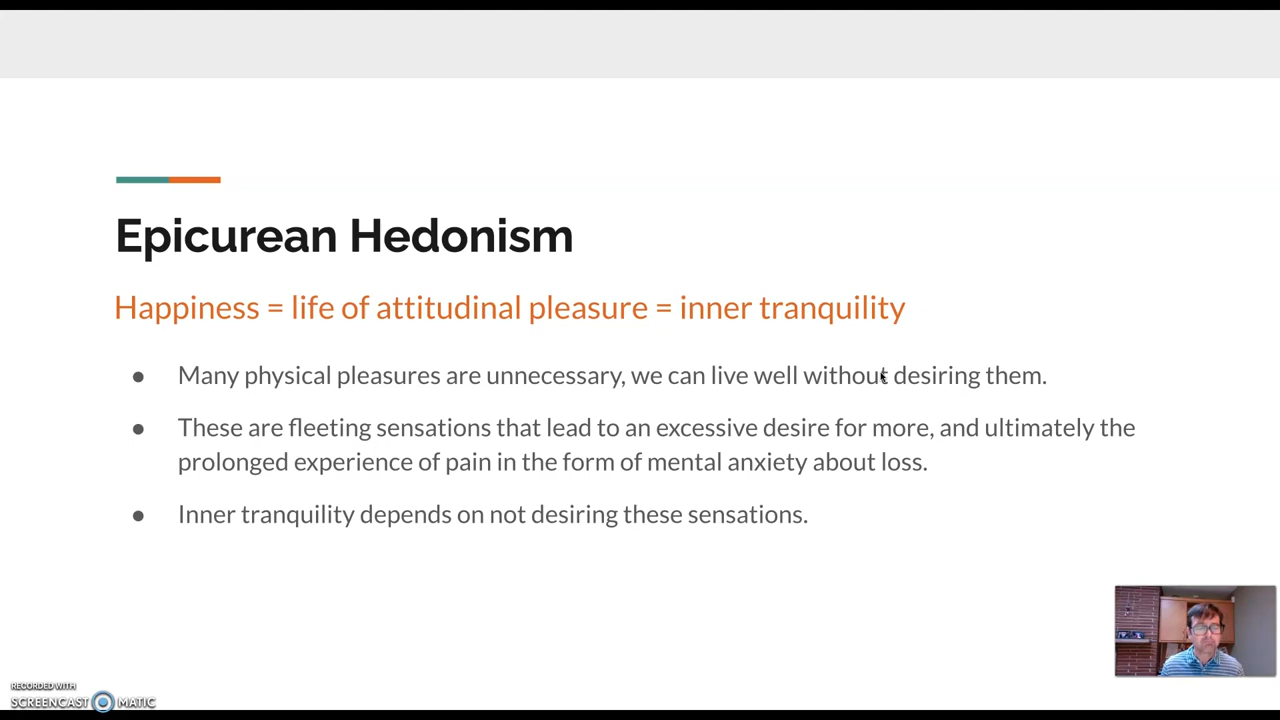 Epicurean Hedonism
Happiness = life of attitudinal pleasure = inner tranquility
● Many physical pleasures are unnecessary, we can live well without desiring them.
● These are fleeting sensations that lead to an excessive desire for more, and ultimately the
prolonged experience of pain in the form of mental anxiety about loss.
● Inner tranquility depends on not desiring these sensations.
RECORDED WITH
SCREENCAST MATIC